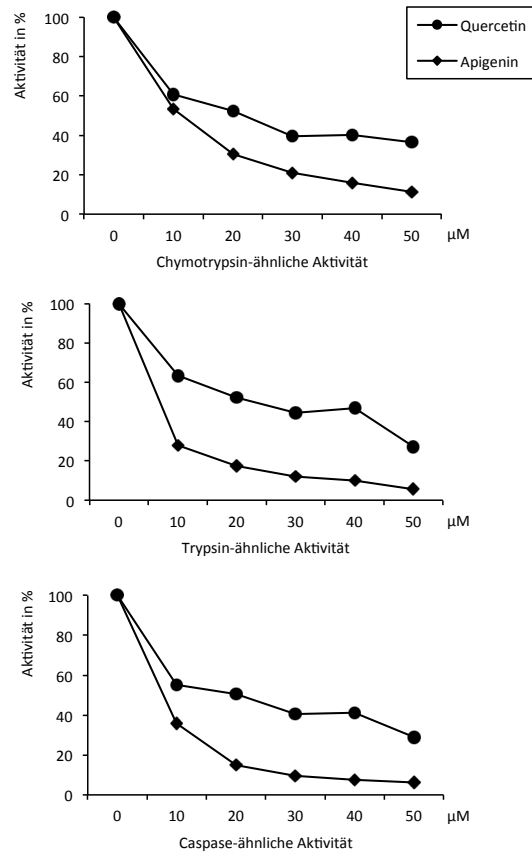 Aktivität in %
100
80
60
40
20
0
0 10 20 30 40 50 µM
Chymotrypsin-ähnliche Aktivität
Quercetin
Apigenin
Aktivität in %
100
80
60
40
20
0
0 10 20 30 40 50 µM
Trypsin-ähnliche Aktivität
Aktivität in %
100
80
60
40
20
0
0 10 20 30 40 50 µM
Caspase-ähnliche Aktivität